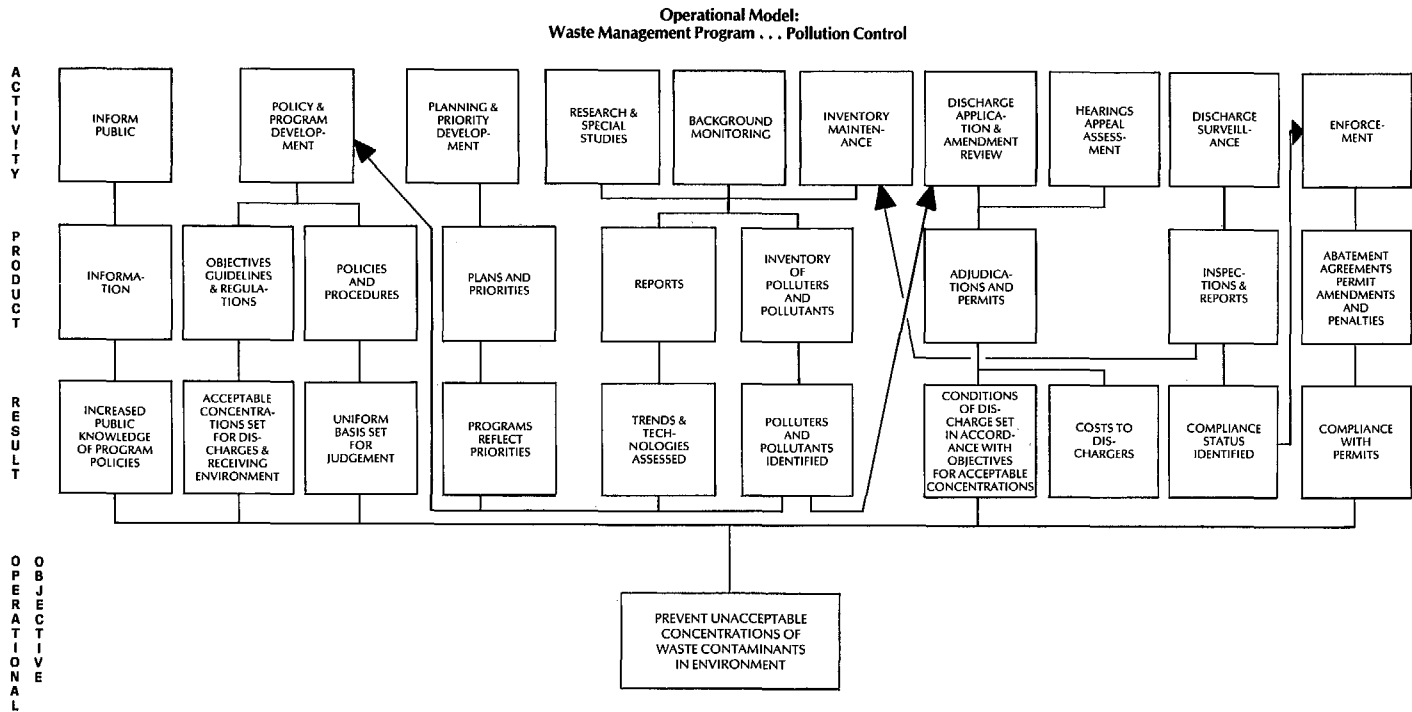 Operational Model:
Waste Management Program . . . Pollution Control
ACTIVITY
INFORM
PUBLIC
POLICY &
PROGRAM
DEVELOP-
MENT
PLANNING &
PRIORITY
DEVELOP-
MENT
RESEARCH &
SPECIAL
STUDIES
BACKGROUND
MONITORING
INVENTORY
MAINTEN-
ANCE
DISCHARGE
APPLICA-
TION &
AMENDMENT
REVIEW
HEARINGS
APPEAL
ASSESS-
MENT
DISCHARGE
SURVEILL-
ANCE
ENFORCE-
MENT
PRODUCT
INFORMA-
TION
OBJECTIVES
GUIDELINES
& REGULA-
TIONS
POLICIES
AND
PROCEDURES
PLANS AND
PRIORITIES
REPORTS
INVENTORY
OF
POLLUTERS
AND
POLLUTANTS
ADJUDICA-
TIONS AND
PERMITS
INSPEC-
TIONS &
REPORTS
ABATEMENT
AGREEMENTS
PERMIT
AMENDMENTS
AND
PENALTIES
RESULT
INCREASED
PUBLIC
KNOWLEDGE
OF PROGRAM
POLICIES
ACCEPTABLE
CONCENTRA-
TIONS SET
FOR DIS-
CHARGES &
RECEIVING
ENVIRONMENT
UNIFORM
BASIS SET
FOR
JUDGEMENT
PROGRAMS
REFLECT
PRIORITIES
TRENDS &
TECH-
NOLOGIES
ASSESSED
POLLUTERS
AND
POLLUTANTS
IDENTIFIED
CONDITIONS
OF DIS-
CHARGE SET
IN ACCORD-
ANCE WITH
OBJECTIVES
FOR ACCEPTABLE
CONCENTRATIONS
COSTS TO
DIS-
CHARGERS
COMPLIANCE
STATUS
IDENTIFIED
COMPLIANCE
WITH
PERMITS
OPERATIONAL
OBJECTIVE
PREVENT UNACCEPTABLE
CONCENTRATIONS OF
WASTE CONTAMINANTS
IN ENVIRONMENT